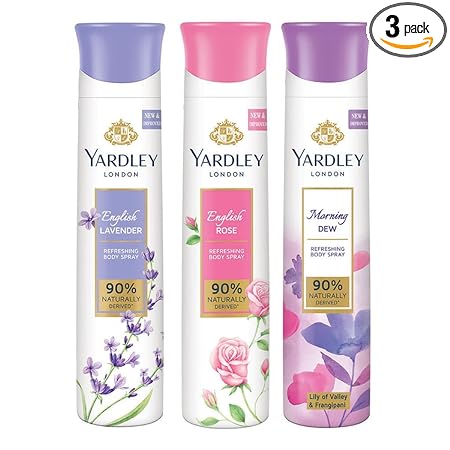 3 pack
NEW &
IMPROVED
YARDLEY
LONDON
English
LAVENDER
REFRESHING
BODY SPRAY
90%
NATURALLY
DERIVED*
NEW &
IMPROVED
YARDLEY
LONDON
English
ROSE
REFRESHING
BODY SPRAY
90%
NATURALLY
DERIVED*
NEW &
IMPROVED
YARDLEY
LONDON
Morning
DEW
REFRESHING
BODY SPRAY
90%
NATURALLY
DERIVED*
Lily of Valley
& Frangipani